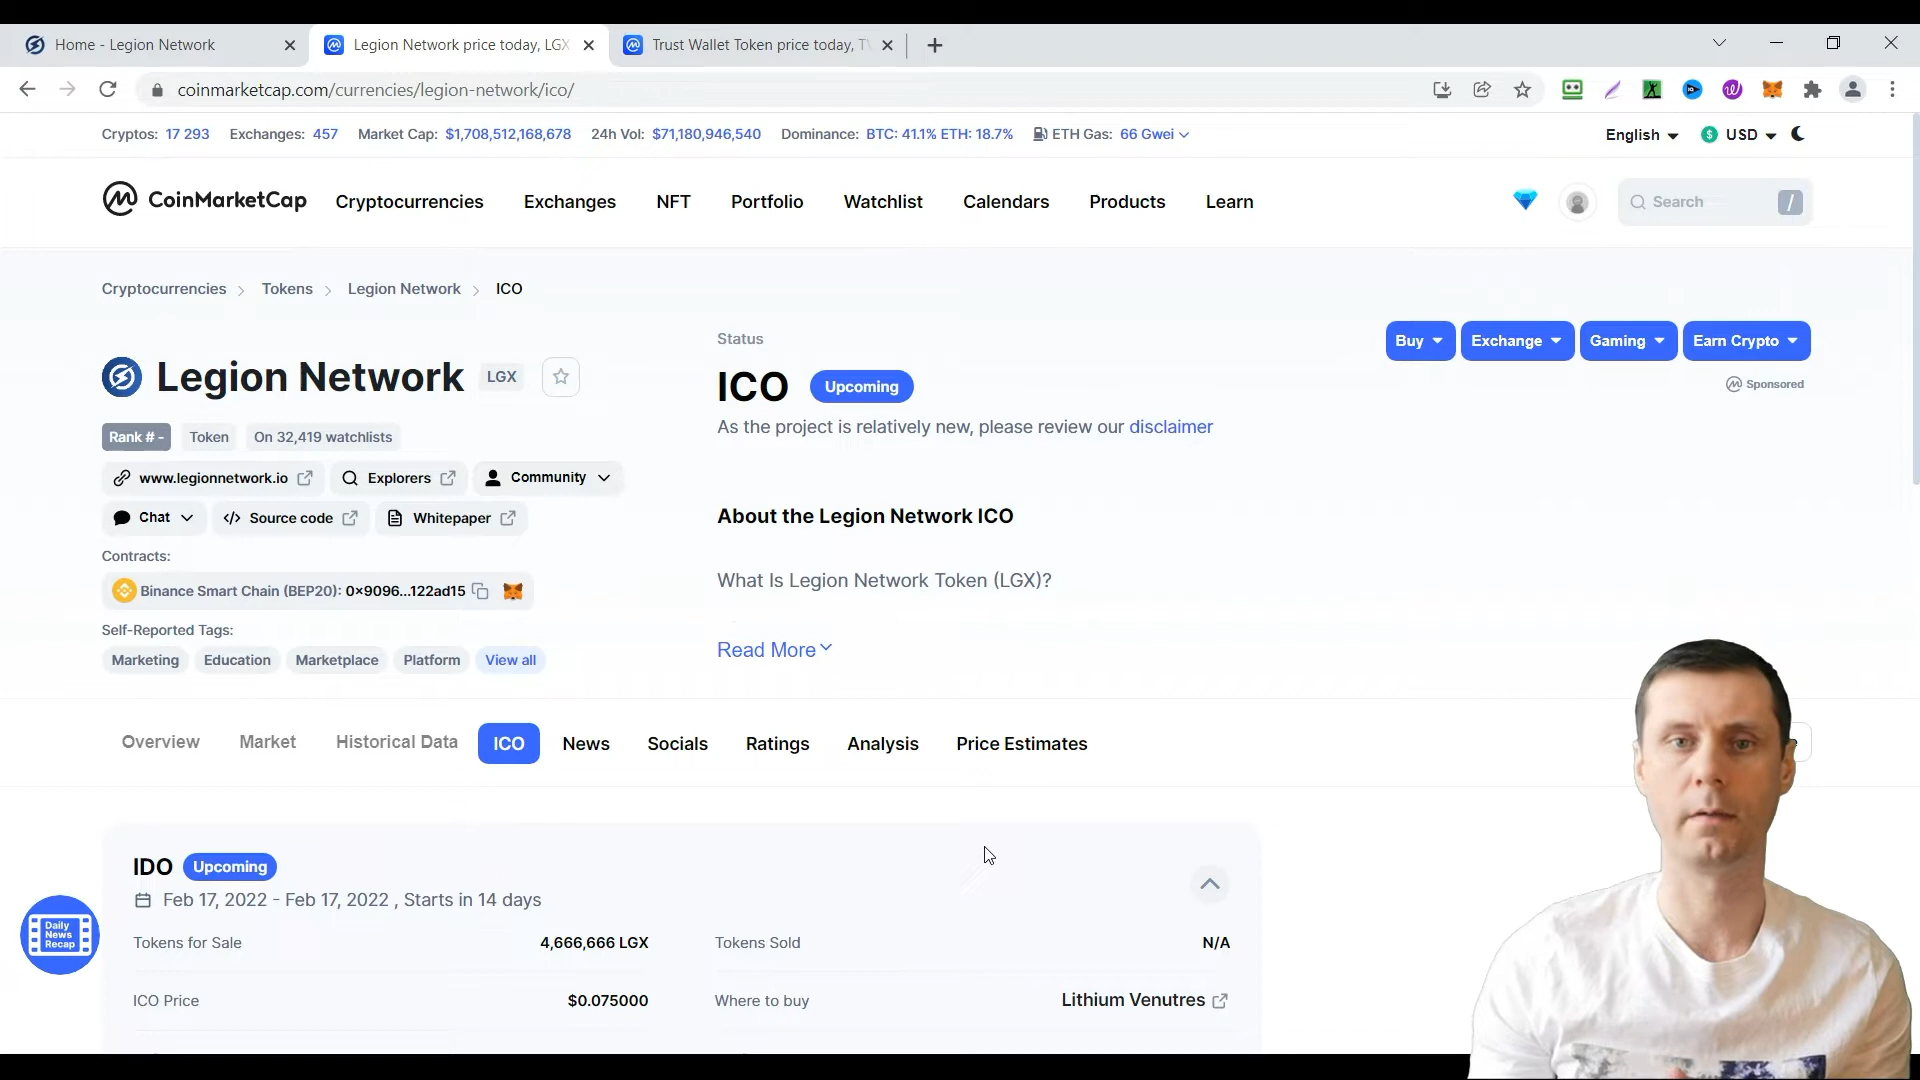 Home - Legion Network
Legion Network price today, LGX
Trust Wallet Token price today, T
coinmarketcap.com/currencies/legion-network/ico/
Cryptos: 17 293 Exchanges: 457 Market Cap: $1,708,512,168,678 24h Vol: $71,180,946,540 Dominance: BTC: 41.1% ETH: 18.7% ETH Gas: 66 Gwei
English $ USD
CoinMarketCap Cryptocurrencies Exchanges NFT Portfolio Watchlist Calendars Products Learn Search /
Cryptocurrencies > Tokens > Legion Network > ICO
Legion Network LGX
Rank # - Token On 32,419 watchlists
www.legionnetwork.io Explorers Community
Chat </> Source code Whitepaper
Contracts:
Binance Smart Chain (BEP20): 0x9096...122ad15
Self-Reported Tags:
Marketing Education Marketplace Platform View all
Status
ICO Upcoming
As the project is relatively new, please review our disclaimer
About the Legion Network ICO
What Is Legion Network Token (LGX)?
Read More
Buy Exchange Gaming Earn Crypto
Sponsored
Overview Market Historical Data ICO News Socials Ratings Analysis Price Estimates
IDO Upcoming
Feb 17, 2022 - Feb 17, 2022 , Starts in 14 days
Tokens for Sale 4,666,666 LGX Tokens Sold N/A
ICO Price $0.075000 Where to buy Lithium Venutres
Daily
News
Recap